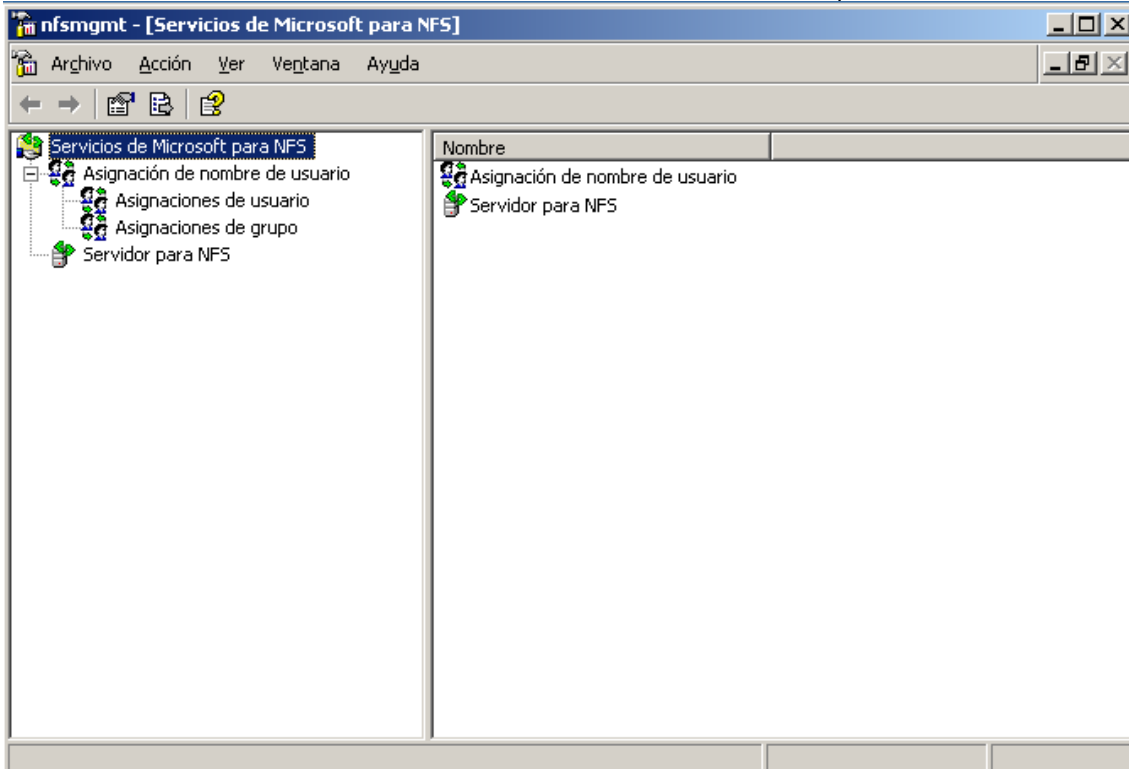 nfsmgmt - [Servicios de Microsoft para NFS]
Archivo Acción Ver Ventana Ayuda
Servicios de Microsoft para NFS
Asignación de nombre de usuario
Asignaciones de usuario
Asignaciones de grupo
Servidor para NFS
Nombre
Asignación de nombre de usuario
Servidor para NFS